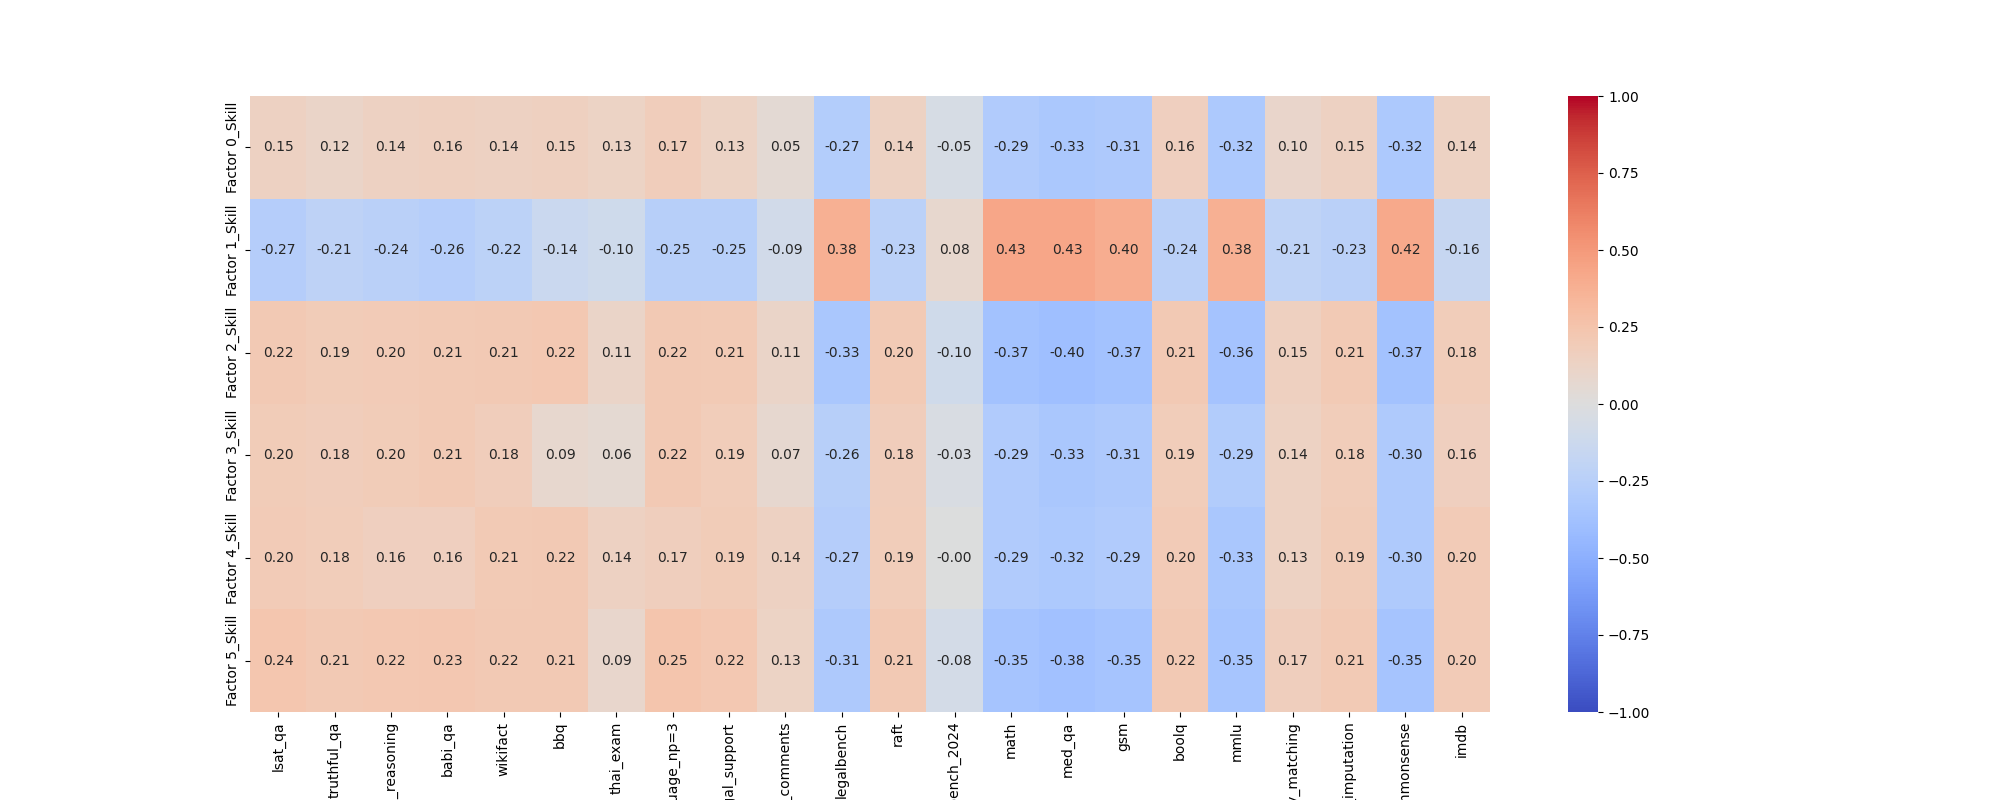 Factor 0_Skill 0.15 0.12 0.14 0.16 0.14 0.15 0.13 0.17 0.13 0.05 -0.27 0.14 -0.05 -0.29 -0.33 -0.31 0.16 -0.32 0.10 0.15 -0.32 0.14
Factor 1_Skill -0.27 -0.21 -0.24 -0.26 -0.22 -0.14 -0.10 -0.25 -0.25 -0.09 0.38 -0.23 0.08 0.43 0.43 0.40 -0.24 0.38 -0.21 -0.23 0.42 -0.16
Factor 2_Skill 0.22 0.19 0.20 0.21 0.21 0.22 0.11 0.22 0.21 0.11 -0.33 0.20 -0.10 -0.37 -0.40 -0.37 0.21 -0.36 0.15 0.21 -0.37 0.18
Factor 3_Skill 0.20 0.18 0.20 0.21 0.18 0.09 0.06 0.22 0.19 0.07 -0.26 0.18 -0.03 -0.29 -0.33 -0.31 0.19 -0.29 0.14 0.18 -0.30 0.16
Factor 4_Skill 0.20 0.18 0.16 0.16 0.21 0.22 0.14 0.17 0.19 0.14 -0.27 0.19 -0.00 -0.29 -0.32 -0.29 0.20 -0.33 0.13 0.19 -0.30 0.20
Factor 5_Skill 0.24 0.21 0.22 0.23 0.22 0.21 0.09 0.25 0.22 0.13 -0.31 0.21 -0.08 -0.35 -0.38 -0.35 0.22 -0.35 0.17 0.21 -0.35 0.20
lsat_qa
truthful_qa
_reasoning
babi_qa
wikifact
bbq
thai_exam
uage_np=3
gal_support
_comments
legalbench
raft
ench_2024
math
med_qa
gsm
boolq
mmlu
y_matching
imputation
mmonsense
imdb
1.00
0.75
0.50
0.25
0.00
−0.25
−0.50
−0.75
−1.00